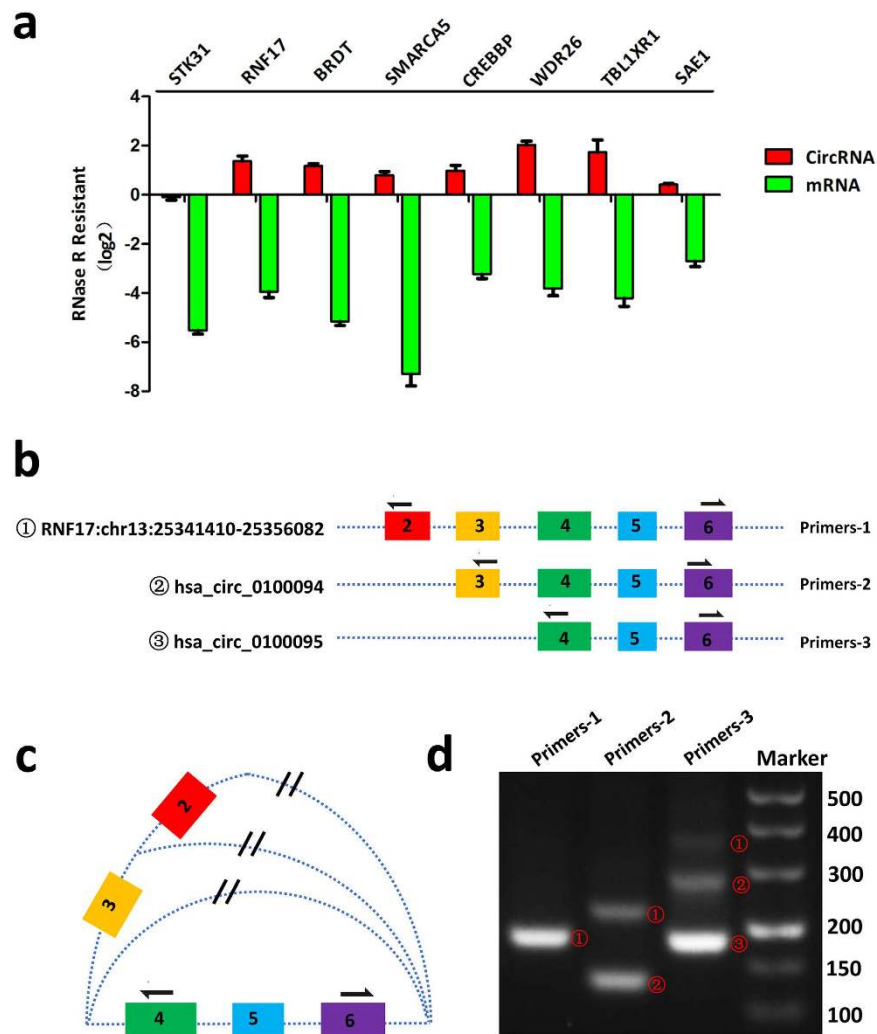 a
STK31 RNF17 BRDT SMARCA5 CREBBP WDR26 TBL1XR1 SAE1
4
2
0
-2
-4
-6
-8
RNase R Resistant
(log2)
CircRNA
mRNA
b
① RNF17:chr13:25341410-25356082 2 3 4 5 6 Primers-1
② hsa_circ_0100094 3 4 5 6 Primers-2
③ hsa_circ_0100095 4 5 6 Primers-3
c
2
3
4 5 6
d
Primers-1 Primers-2 Primers-3 Marker
500
400
①
300
②
①
200
① ③
150
②
100